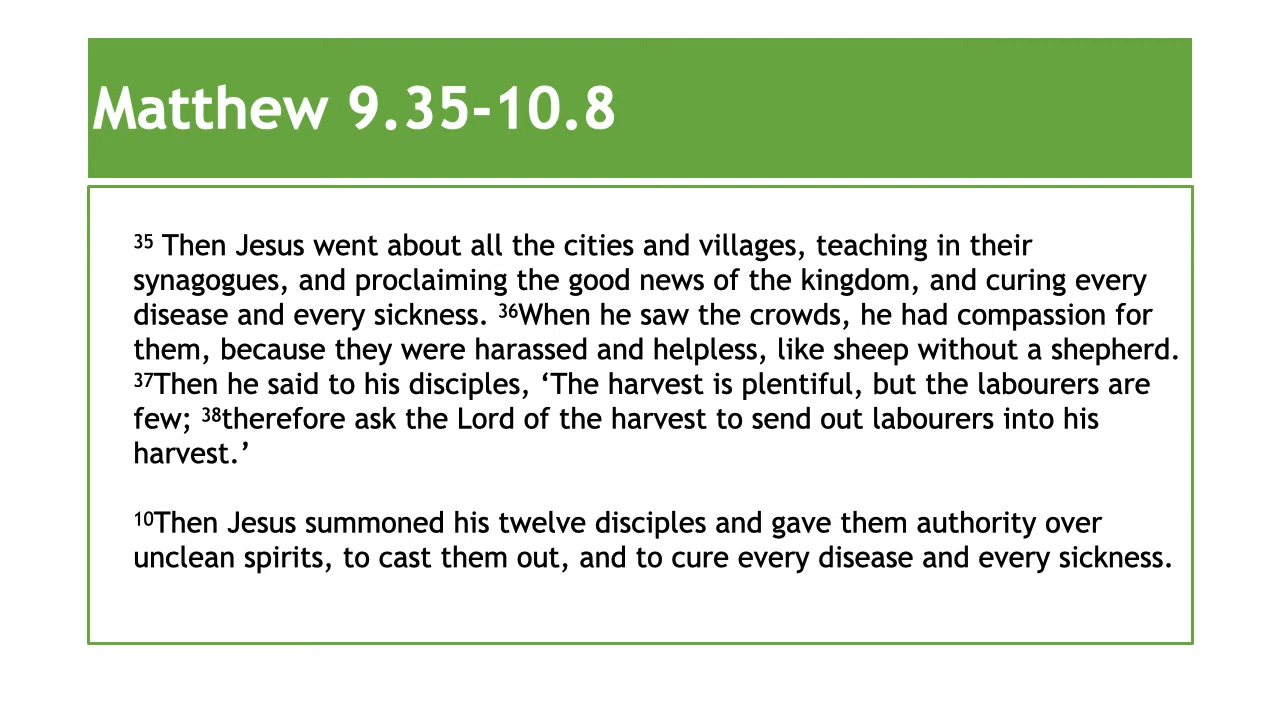 Matthew 9.35-10.8
35 Then Jesus went about all the cities and villages, teaching in their
synagogues, and proclaiming the good news of the kingdom, and curing every
disease and every sickness. 36When he saw the crowds, he had compassion for
them, because they were harassed and helpless, like sheep without a shepherd.
37Then he said to his disciples, ‘The harvest is plentiful, but the labourers are
few; 38therefore ask the Lord of the harvest to send out labourers into his
harvest.’
10Then Jesus summoned his twelve disciples and gave them authority over
unclean spirits, to cast them out, and to cure every disease and every sickness.